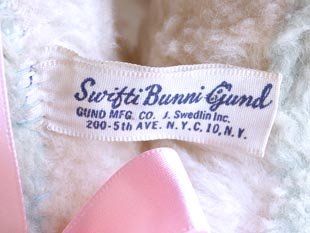 Swifti Bunni Gund
GUND MFG. CO. J. Swedlin Inc.
200-5th AVE. N.Y.C. 10, N.Y.